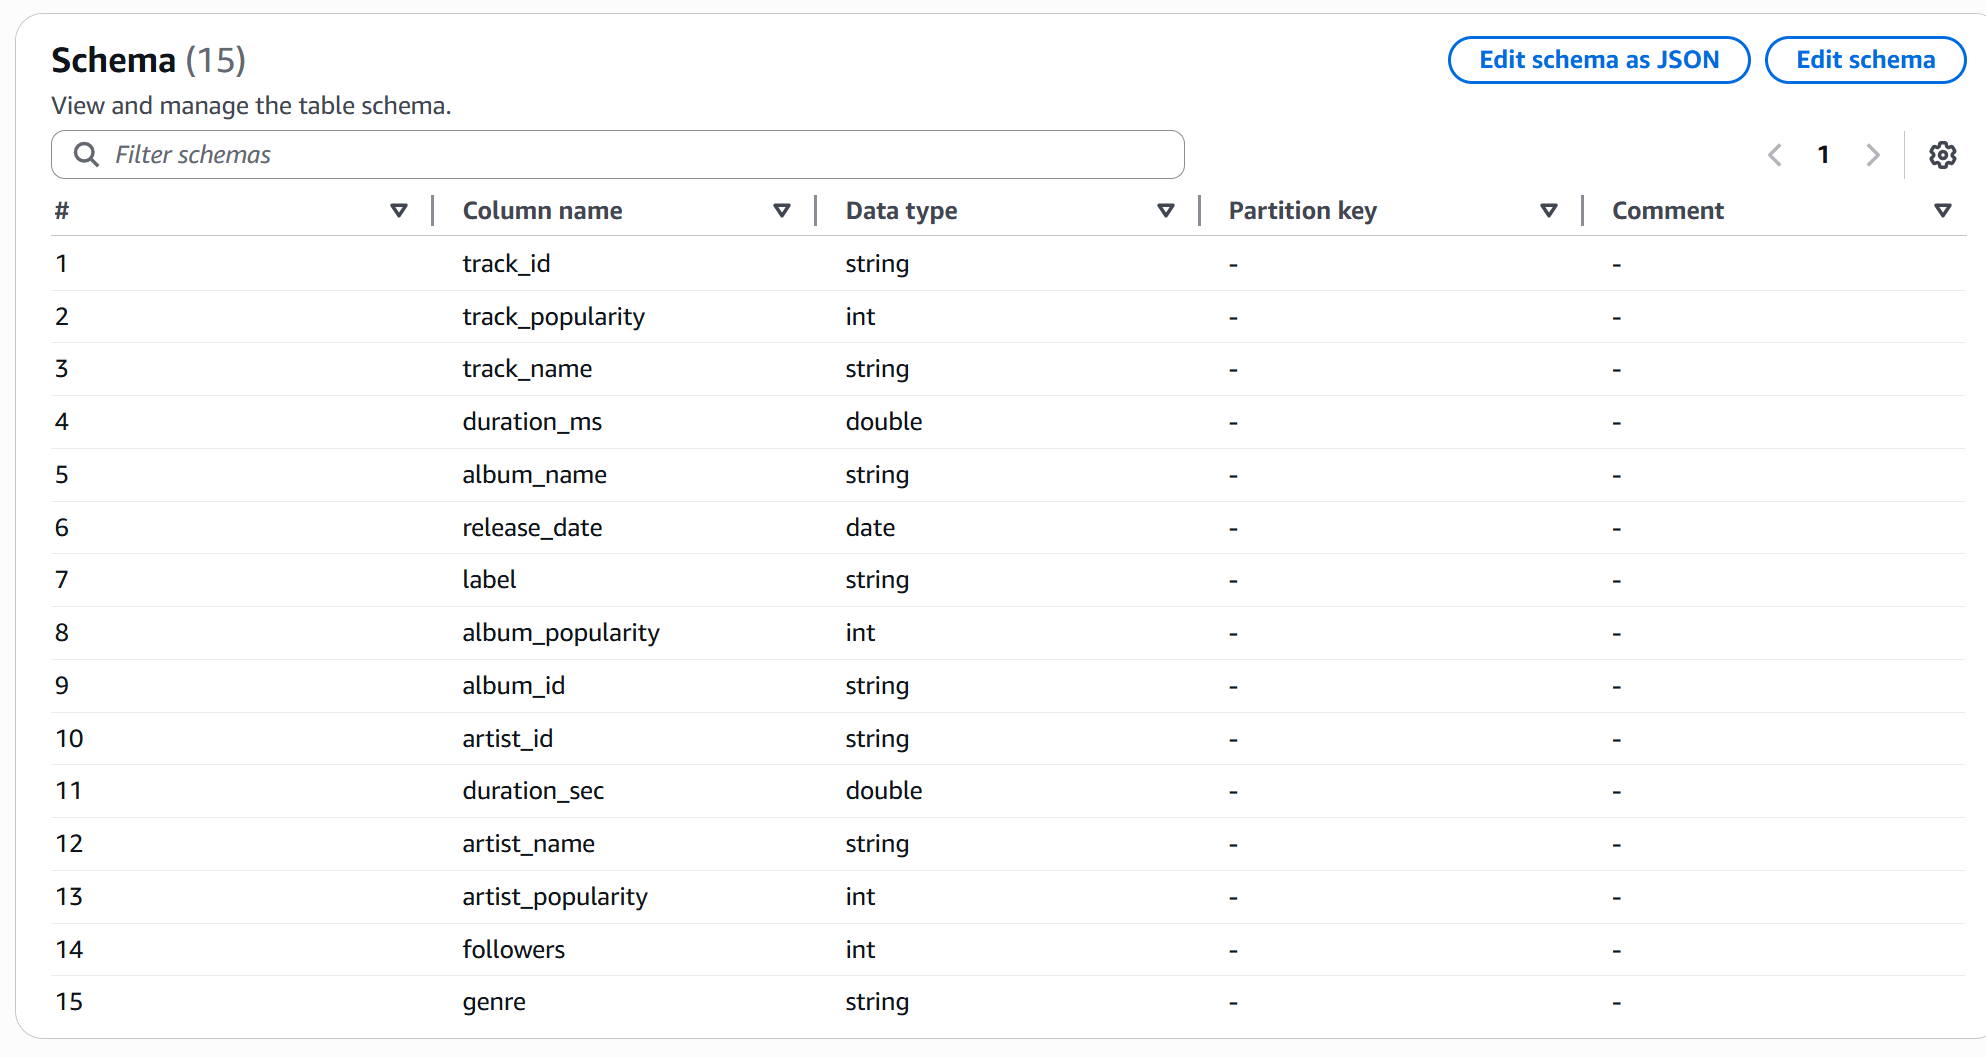 Schema (15)
Edit schema as JSON
Edit schema
View and manage the table schema.
Filter schemas
1
# Column name Data type Partition key Comment
1 track_id string - -
2 track_popularity int - -
3 track_name string - -
4 duration_ms double - -
5 album_name string - -
6 release_date date - -
7 label string - -
8 album_popularity int - -
9 album_id string - -
10 artist_id string - -
11 duration_sec double - -
12 artist_name string - -
13 artist_popularity int - -
14 followers int - -
15 genre string - -